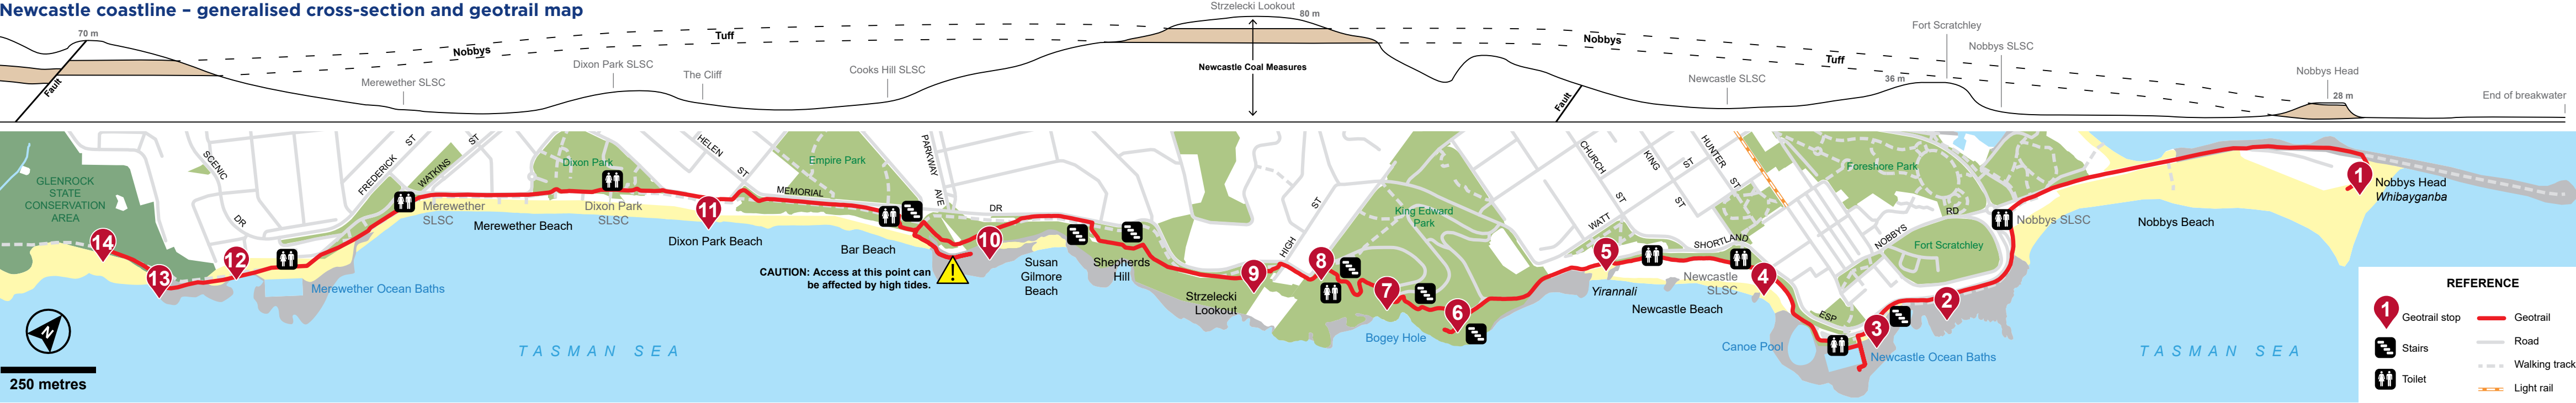 Newcastle coastline – generalised cross-section and geotrail map
Strzelecki Lookout
80 m
70 m
Nobbys
Tuff
Nobbys
Tuff
Fort Scratchley
Nobbys SLSC
Merewether SLSC
Dixon Park SLSC
The Cliff
Cooks Hill SLSC
Newcastle Coal Measures
Newcastle SLSC
36 m
Nobbys Head
28 m
End of breakwater
Fault
Fault
GLENROCK
STATE
CONSERVATION
AREA
SCENIC
DR
FREDERICK
ST
WATKINS
ST
Dixon Park
HELEN
ST
Empire Park
MEMORIAL
PARKWAY
AVE
DR
HIGH
ST
King Edward
Park
CHURCH
ST
WATT
KING
ST
HUNTER
ST
ST
SHORTLAND
ESP
Foreshore Park
NOBBYS
RD
Fort Scratchley
Nobbys SLSC
Nobbys Beach
1
Nobbys Head
Whibayganba
14
13
12
Merewether Ocean Baths
Merewether
SLSC
Merewether Beach
Dixon Park
SLSC
11
Dixon Park Beach
Bar Beach
CAUTION: Access at this point can
be affected by high tides.
!
10
Susan
Gilmore
Beach
Shepherds
Hill
Strzelecki
Lookout
9
8
7
6
Bogey Hole
5
Yirannali
Newcastle Beach
Newcastle
SLSC
4
Canoe Pool
3
Newcastle Ocean Baths
2
N
250 metres
TASMAN SEA
TASMAN SEA
REFERENCE
1
Geotrail stop
Stairs
Toilet
Geotrail
Road
Walking track
Light rail